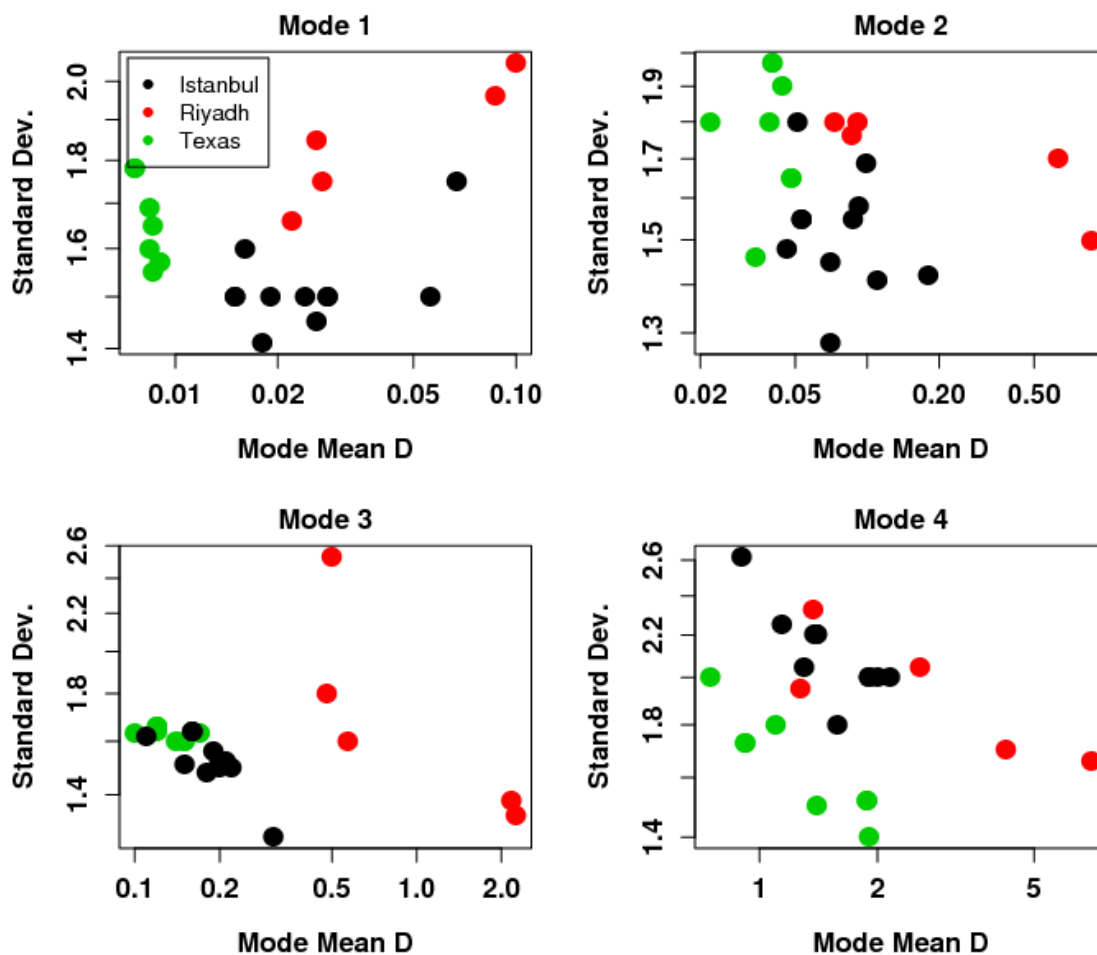 Mode 1
Standard Dev.
2.0
1.8
1.6
1.4
Istanbul
Riyadh
Texas
0.01
0.02
0.05
0.10
Mode Mean D
Mode 2
Standard Dev.
1.9
1.7
1.5
1.3
0.02
0.05
0.20
0.50
Mode Mean D
Mode 3
Standard Dev.
2.6
2.2
1.8
1.4
0.1
0.2
0.5
1.0
2.0
Mode Mean D
Mode 4
Standard Dev.
2.6
2.2
1.8
1.4
1
2
5
Mode Mean D